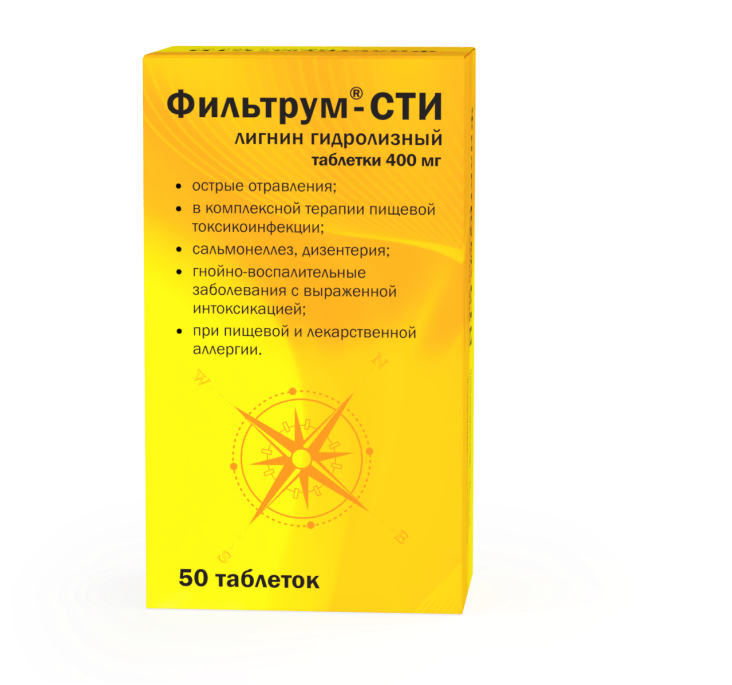 Фильтрум®-СТИ
лигнин гидролизный
таблетки 400 мг
• острые отравления;
• в комплексной терапии пищевой
токсикоинфекции;
• сальмонеллез, дизентерия;
• гнойно-воспалительные
заболевания с выраженной
интоксикацией;
• при пищевой и лекарственной
аллергии.
N
W
E
S
50 таблеток